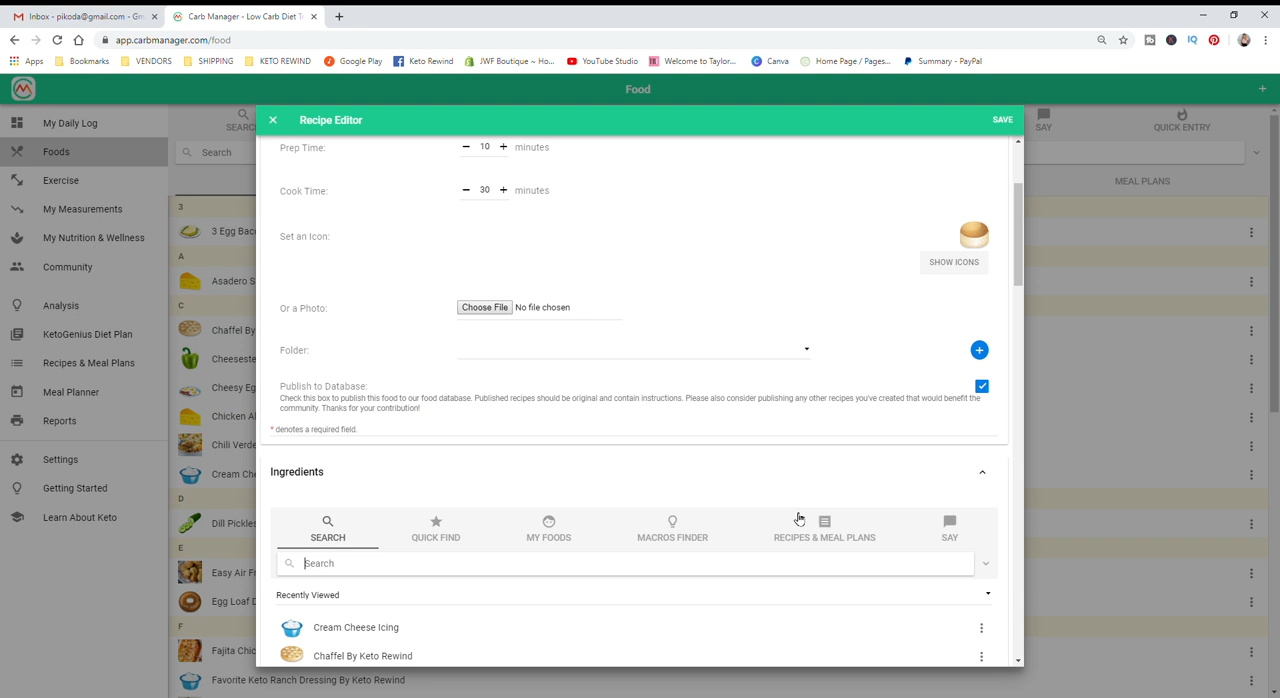 Inbox - pikoda@gmail.com - Gm
Carb Manager - Low Carb Diet T
app.carbmanager.com/food
Apps Bookmarks VENDORS SHIPPING KETO REWIND Google Play Keto Rewind JWF Boutique ~ Ho... YouTube Studio Welcome to Taylor... Canva Home Page / Pages... Summary - PayPal
Food
My Daily Log
Foods
Exercise
My Measurements
My Nutrition & Wellness
Community
Analysis
KetoGenius Diet Plan
Recipes & Meal Plans
Meal Planner
Reports
Settings
Getting Started
Learn About Keto
SEARC
SAY
QUICK ENTRY
Search
MEAL PLANS
3
3 Egg Bac
A
Asadero S
C
Chaffel By
Cheeseste
Cheesy Eg
Chicken Al
Chili Verde
Cream Che
D
Dill Pickles
E
Easy Air Fr
Egg Loaf D
F
Fajita Chic
Favorite Keto Ranch Dressing By Keto Rewind
Recipe Editor
SAVE
Prep Time: − 10 + minutes
Cook Time: − 30 + minutes
Set an Icon:
SHOW ICONS
Or a Photo: Choose File No file chosen
Folder:
Publish to Database:
Check this box to publish this food to our food database. Published recipes should be original and contain instructions. Please also consider publishing any other recipes you've created that would benefit the
community. Thanks for your contribution!
* denotes a required field.
Ingredients
SEARCH QUICK FIND MY FOODS MACROS FINDER RECIPES & MEAL PLANS SAY
Search
Recently Viewed
Cream Cheese Icing
Chaffel By Keto Rewind